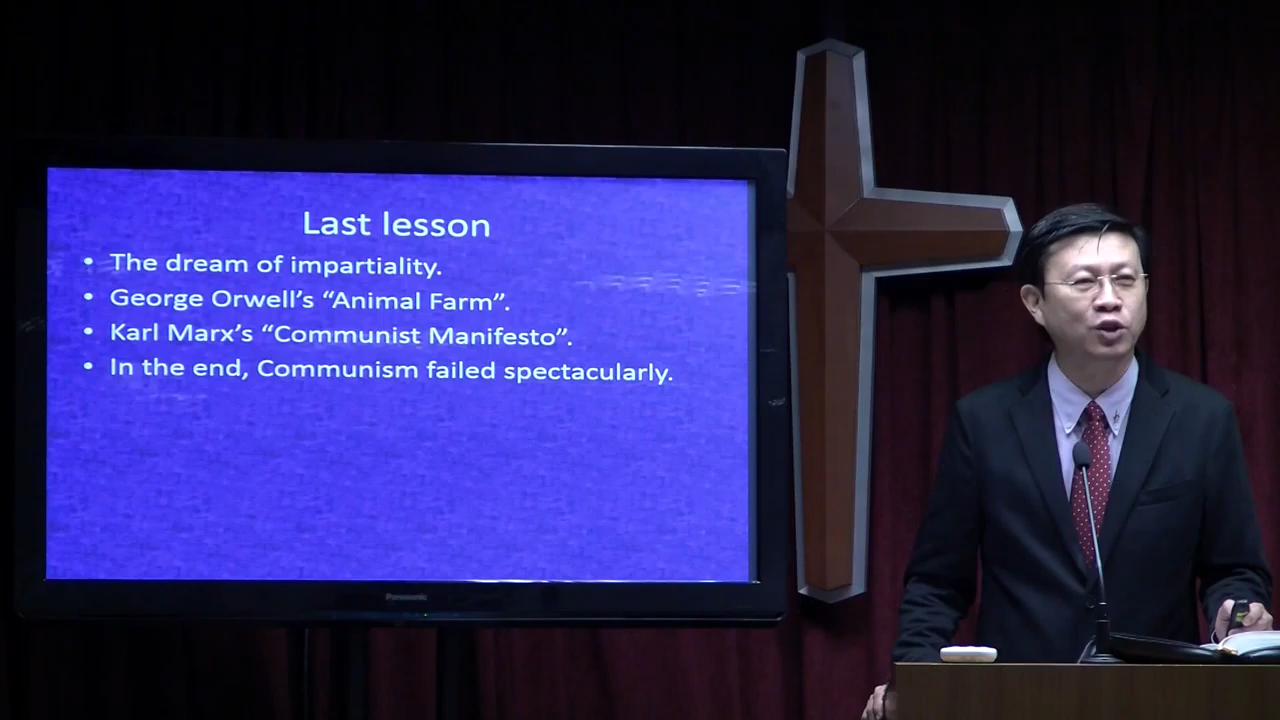 Last lesson
• The dream of impartiality.
• George Orwell’s “Animal Farm”.
• Karl Marx’s “Communist Manifesto”.
• In the end, Communism failed spectacularly.
Panasonic